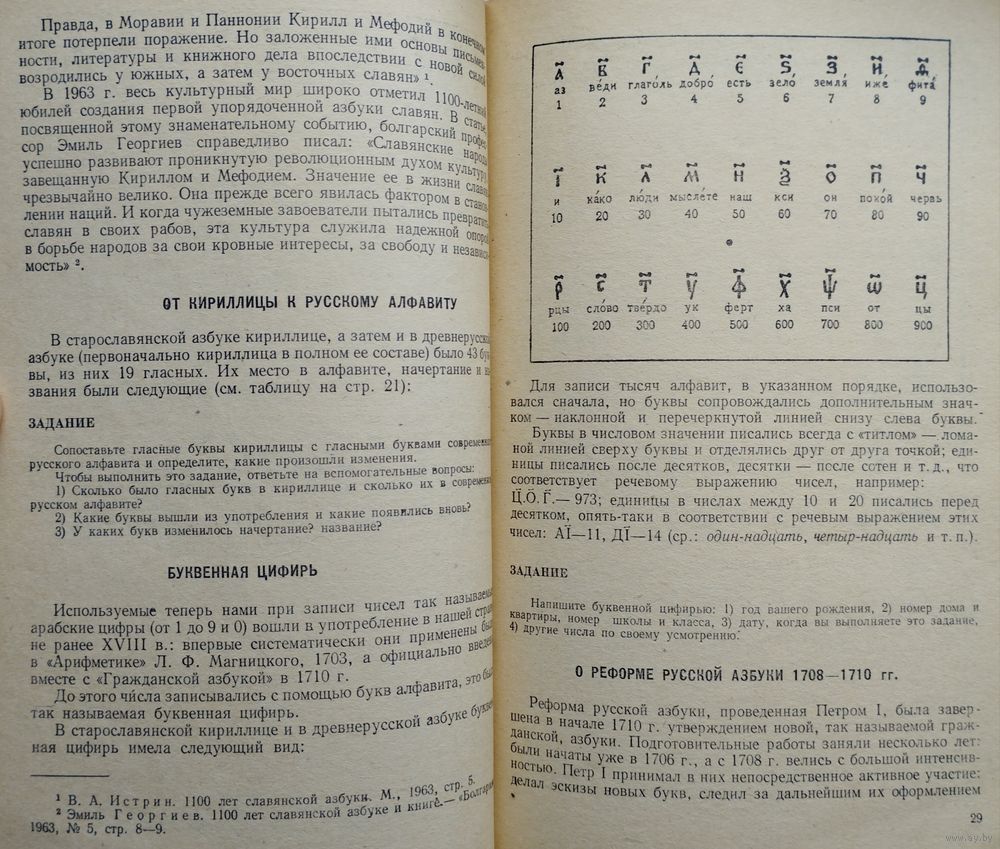 Правда, в Моравии и Паннонии Кирилл и Мефодий в конечном
итоге потерпели поражение. Но заложенные ими основы письмен-
ности, литературы и книжного дела впоследствии с новой силой
возродились у южных, а затем у восточных славян» ¹.
В 1963 г. весь культурный мир широко отметил 1100-летний
юбилей создания первой упорядоченной азбуки славян. В статье,
посвященной этому знаменательному событию, болгарский профес-
сор Эмиль Георгиев справедливо писал: «Славянские народы
успешно развивают проникнутую революционным духом культуру,
завещанную Кириллом и Мефодием. Значение ее в жизни славян
чрезвычайно велико. Она прежде всего явилась фактором в станов-
лении наций. И когда чужеземные завоеватели пытались превратить
славян в своих рабов, эта культура служила надежной опорой
в борьбе народов за свои кровные интересы, за свободу и независи-
мость» ².
ОТ КИРИЛЛИЦЫ К РУССКОМУ АЛФАВИТУ
В старославянской азбуке кириллице, а затем и в древнерусской
азбуке (первоначально кириллица в полном ее составе) было 43 бук-
вы, из них 19 гласных. Их место в алфавите, начертание и на-
звания были следующие (см. таблицу на стр. 21):
ЗАДАНИЕ
Сопоставьте гласные буквы кириллицы с гласными буквами современного
русского алфавита и определите, какие произошли изменения.
Чтобы выполнить это задание, ответьте на вспомогательные вопросы:
1) Сколько было гласных букв в кириллице и сколько их в современном
русском алфавите?
2) Какие буквы вышли из употребления и какие появились вновь?
3) У каких букв изменилось начертание? название?
БУКВЕННАЯ ЦИФИРЬ
Используемые теперь нами при записи чисел так называемые
арабские цифры (от 1 до 9 и 0) вошли в употребление в нашей стране
не ранее XVIII в.: впервые систематически они применены были
в «Арифметике» Л. Ф. Магницкого, 1703, а официально введены
вместе с «Гражданской азбукой» в 1710 г.
До этого числа записывались с помощью букв алфавита, это была
так называемая буквенная цифирь.
В старославянской кириллице и в древнерусской азбуке буквен-
ная цифирь имела следующий вид:
¹ В. А. Истрин. 1100 лет славянской азбуки. М., 1963, стр. 5.
² Эмиль Георгиев. 1100 лет славянской азбуке и книге.— «Болгария»
1963, № 5, стр. 8—9.
а҃ в҃ г҃ д҃ є҃ ѕ҃ з҃ и҃ ѳ҃
аз ве́ди глаго́ль добро́ есть зело́ земля́ иже́ фита́
1 2 3 4 5 6 7 8 9
і҃ к҃ л҃ м҃ н҃ ѯ҃ о҃ п҃ ч҃
и ка́ко лю́ди мысле́те наш кси он поко́й червь
10 20 30 40 50 60 70 80 90
р҃ с҃ т҃ у҃ ф҃ х҃ ѱ҃ ѡ҃ ц҃
рцы сло́во тве́рдо ук ферт ха пси от цы
100 200 300 400 500 600 700 800 900
Для записи тысяч алфавит, в указанном порядке, использо-
вался сначала, но буквы сопровождались дополнительным знач-
ком — наклонной и перечеркнутой линией снизу слева буквы.
Буквы в числовом значении писались всегда с «титлом» — лома-
ной линией сверху буквы и отделялись друг от друга точкой; еди-
ницы писались после десятков, десятки — после сотен и т. д., что
соответствует речевому выражению чисел, например:
Ц̄.О̄.Г̄.— 973; единицы в числах между 10 и 20 писались перед
десятком, опять-таки в соответствии с речевым выражением этих
чисел: АЇ—11, ДЇ—14 (ср.: один-надцать, четыр-надцать и т. п.).
ЗАДАНИЕ
Напишите буквенной цифирью: 1) год вашего рождения, 2) номер дома и
квартиры, номер школы и класса, 3) дату, когда вы выполняете это задание,
4) другие числа по своему усмотрению.
О РЕФОРМЕ РУССКОЙ АЗБУКИ 1708—1710 гг.
Реформа русской азбуки, проведенная Петром I, была завер-
шена в начале 1710 г. утверждением новой, так называемой граж-
данской, азбуки. Подготовительные работы заняли несколько лет:
были начаты уже в 1706 г., а с 1708 г. велись с большой интенсив-
ностью. Петр I принимал в них непосредственное активное участие:
делал эскизы новых букв, следил за дальнейшим их оформлением
29
www.ay.by